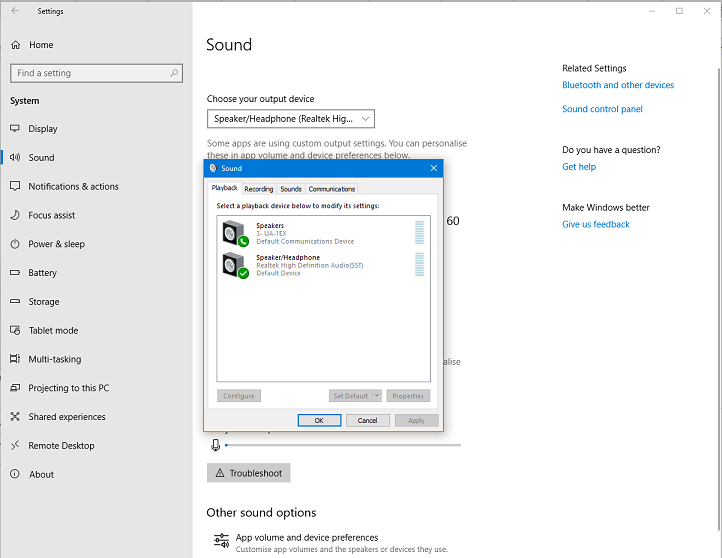 Settings
Home
Find a setting
System
Display
Sound
Notifications & actions
Focus assist
Power & sleep
Battery
Storage
Tablet mode
Multi-tasking
Projecting to this PC
Shared experiences
Remote Desktop
About
Sound
Choose your output device
Speaker/Headphone (Realtek Hig...
Some apps are using custom output settings. You can personalise
these in app volume and device preferences below.
60
alise
Sound
Playback Recording Sounds Communications
Select a playback device below to modify its settings:
Speakers
3- UA-1EX
Default Communications Device
Speaker/Headphone
Realtek High Definition Audio(SST)
Default Device
Configure Set Default Properties
OK Cancel Apply
Troubleshoot
Other sound options
App volume and device preferences
Customise app volumes and the speakers or devices they use.
Related Settings
Bluetooth and other devices
Sound control panel
Do you have a question?
Get help
Make Windows better
Give us feedback